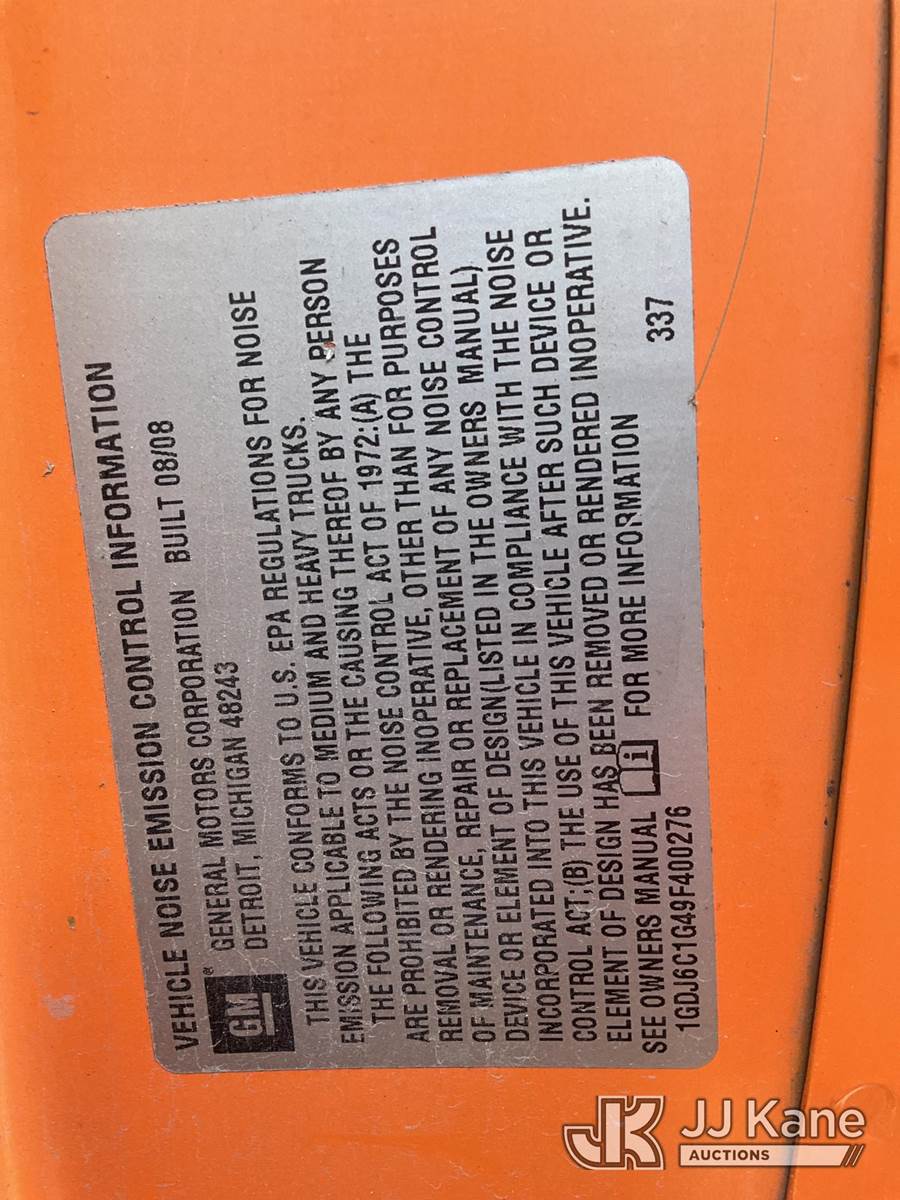 VEHICLE NOISE EMISSION CONTROL INFORMATION
GM® GENERAL MOTORS CORPORATION BUILT 08/08
DETROIT, MICHIGAN 48243
THIS VEHICLE CONFORMS TO U.S. EPA REGULATIONS FOR NOISE
EMISSION APPLICABLE TO MEDIUM AND HEAVY TRUCKS.
THE FOLLOWING ACTS OR THE CAUSING THEREOF BY ANY PERSON
ARE PROHIBITED BY THE NOISE CONTROL ACT OF 1972:(A) THE
REMOVAL OR RENDERING INOPERATIVE, OTHER THAN FOR PURPOSES
OF MAINTENANCE, REPAIR OR REPLACEMENT OF ANY NOISE CONTROL
DEVICE OR ELEMENT OF DESIGN(LISTED IN THE OWNERS MANUAL)
INCORPORATED INTO THIS VEHICLE IN COMPLIANCE WITH THE NOISE
CONTROL ACT;(B) THE USE OF THIS VEHICLE AFTER SUCH DEVICE OR
ELEMENT OF DESIGN HAS BEEN REMOVED OR RENDERED INOPERATIVE.
SEE OWNERS MANUAL FOR MORE INFORMATION
1GDJ6C1G49F400276 337
JK JJ Kane
AUCTIONS